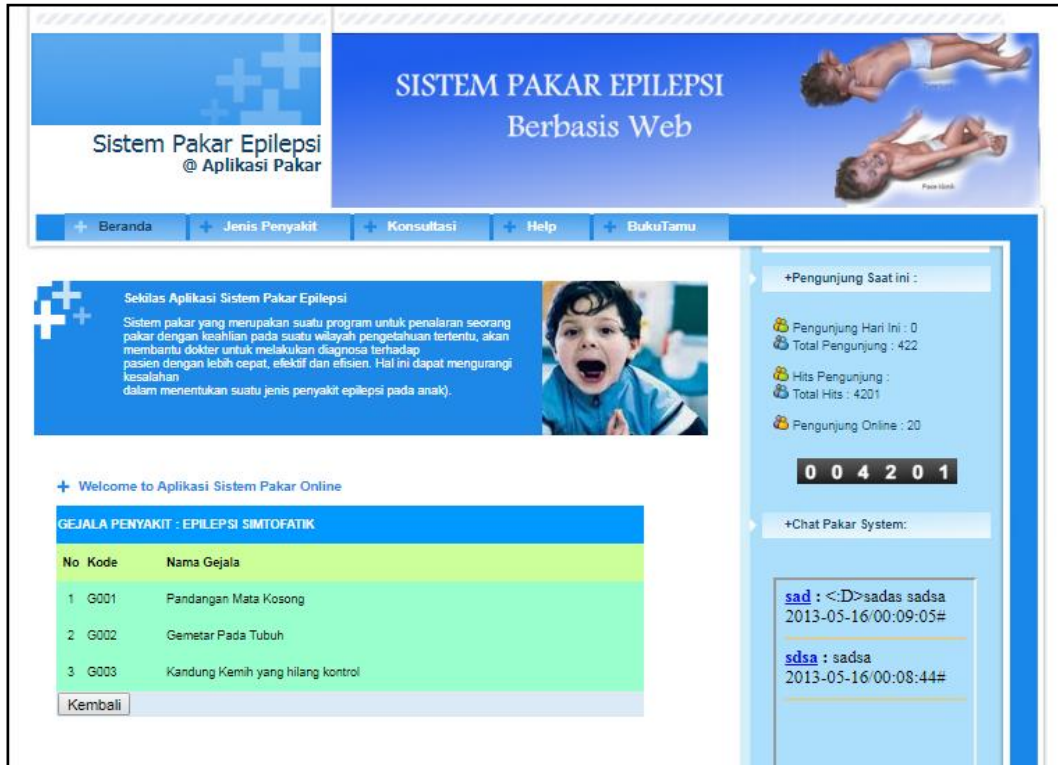 SISTEM PAKAR EPILEPSI
Berbasis Web
Sistem Pakar Epilepsi
@ Aplikasi Pakar
Beranda
Jenis Penyakit
Konsultasi
Help
BukuTamu
Sekilas Aplikasi Sistem Pakar Epilepsi
Sistem pakar yang merupakan suatu program untuk penalaran seorang
pakar dengan keahlian pada suatu wilayah pengetahuan tertentu, akan
membantu dokter untuk melakukan diagnosa terhadap
pasien dengan lebih cepat, efektif dan efisien. Hal ini dapat mengurangi
kesalahan
dalam menentukan suatu jenis penyakit epilepsi pada anak).
Welcome to Aplikasi Sistem Pakar Online
GEJALA PENYAKIT : EPILEPSI SIMTOFATIK
No Kode Nama Gejala
1 G001 Pandangan Mata Kosong
2 G002 Gemetar Pada Tubuh
3 G003 Kandung Kemih yang hilang kontrol
Kembali
+Pengunjung Saat ini :
Pengunjung Hari Ini : 0
Total Pengunjung : 422
Hits Pengunjung :
Total Hits : 4201
Pengunjung Online : 20
004201
+Chat Pakar System:
sad : <:D>sadas sadsa
2013-05-16/00:09:05#
sdsa : sadsa
2013-05-16/00:08:44#